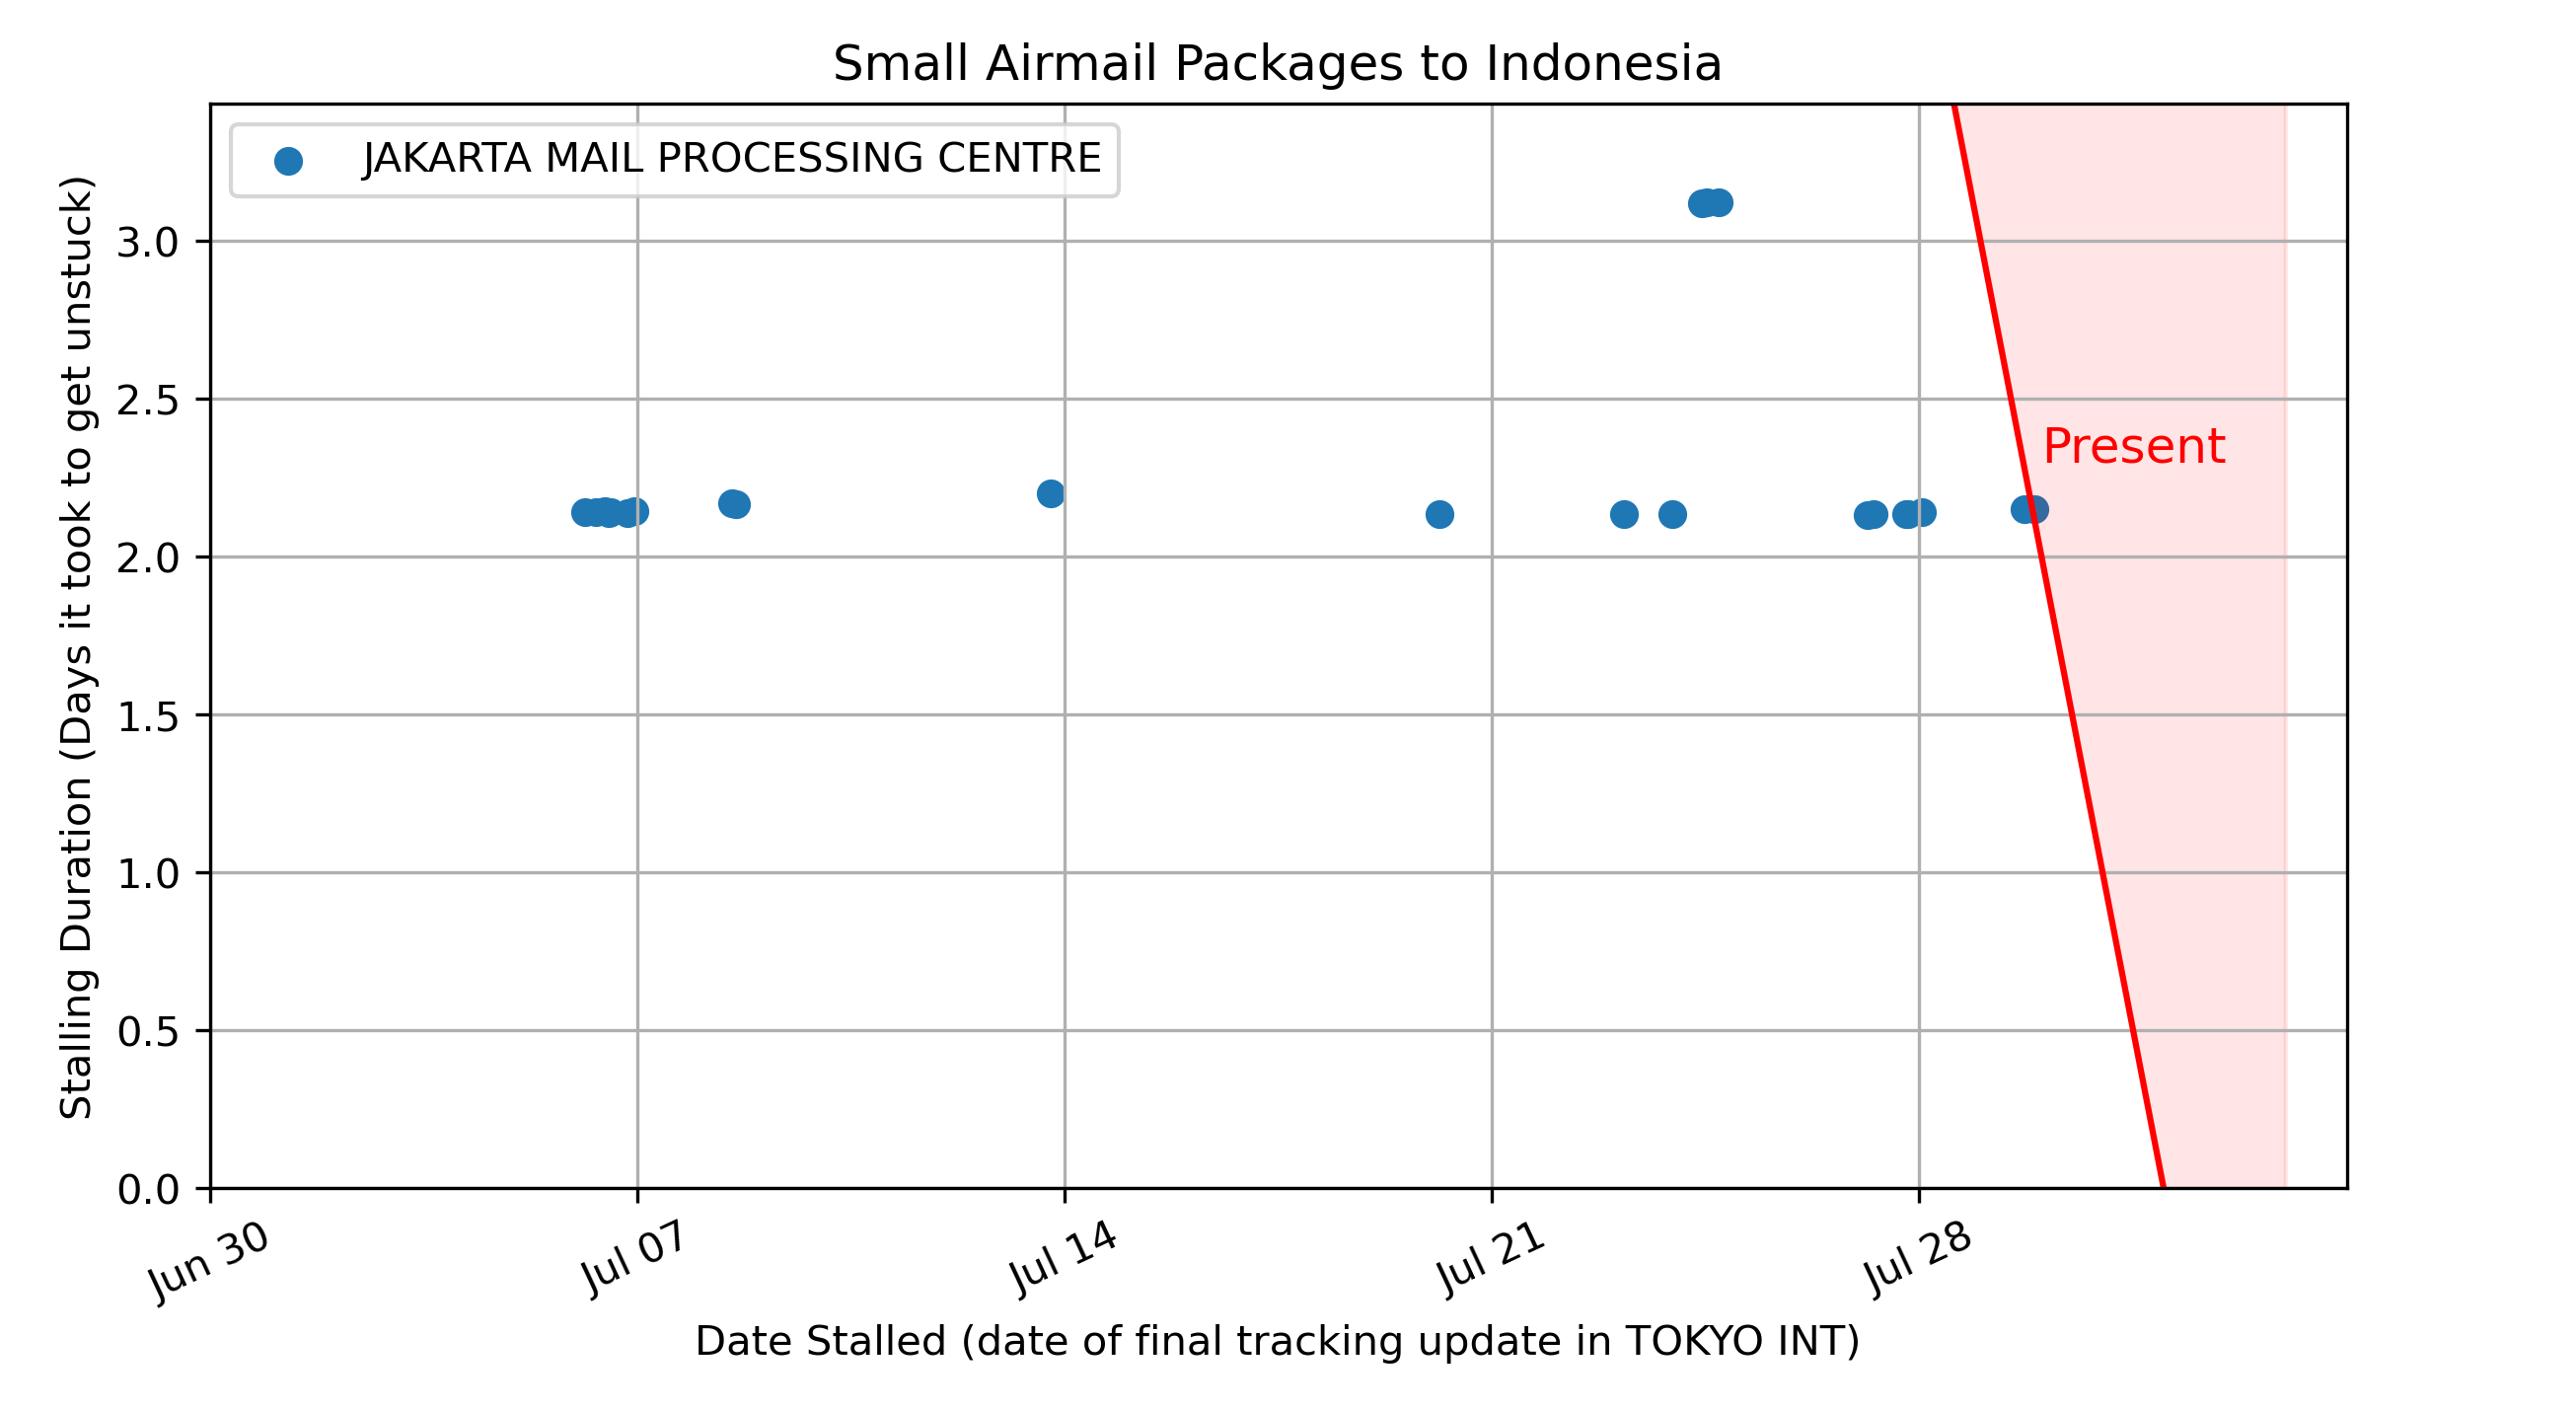 Small Airmail Packages to Indonesia
JAKARTA MAIL PROCESSING CENTRE
Stalling Duration (Days it took to get unstuck)
3.0
2.5
2.0
1.5
1.0
0.5
0.0
Present
Jun 30
Jul 07
Jul 14
Jul 21
Jul 28
Date Stalled (date of final tracking update in TOKYO INT)